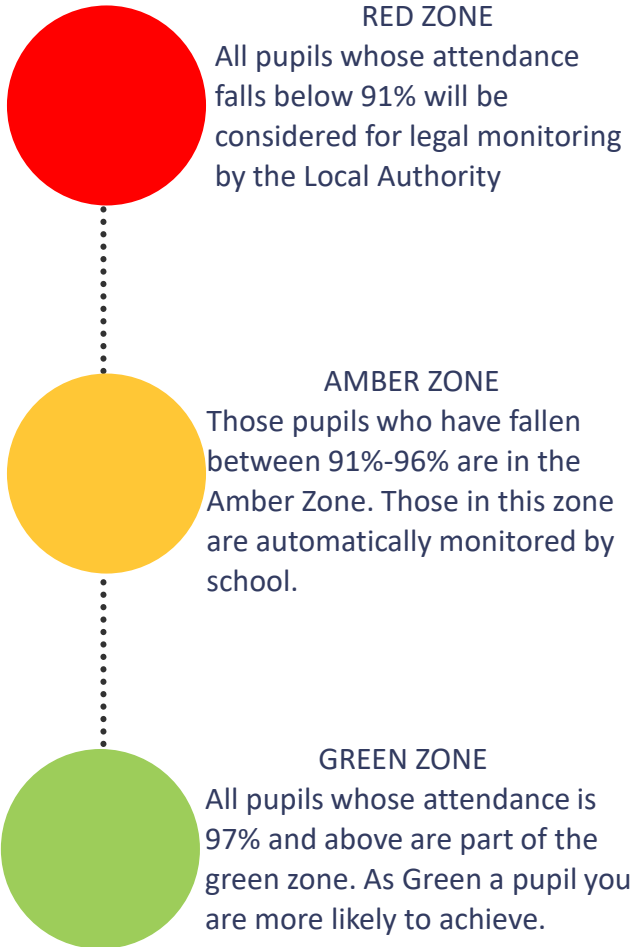 RED ZONE
All pupils whose attendance
falls below 91% will be
considered for legal monitoring
by the Local Authority
AMBER ZONE
Those pupils who have fallen
between 91%-96% are in the
Amber Zone. Those in this zone
are automatically monitored by
school.
GREEN ZONE
All pupils whose attendance is
97% and above are part of the
green zone. As Green a pupil you
are more likely to achieve.